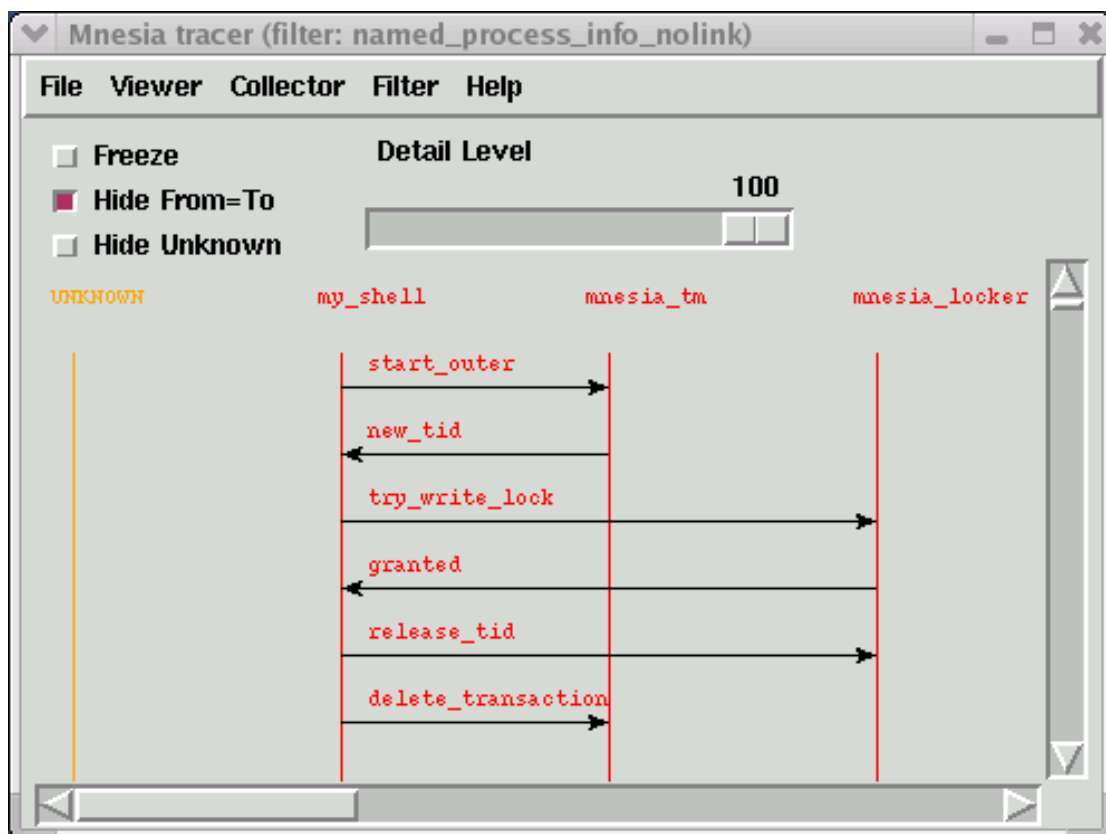 Mnesia tracer (filter: named_process_info_nolink)
File Viewer Collector Filter Help
Freeze
Detail Level
Hide From=To
100
Hide Unknown
UNKNOWN my_shell mnesia_tm mnesia_locker
start_outer
new_tid
try_write_lock
granted
release_tid
delete_transaction